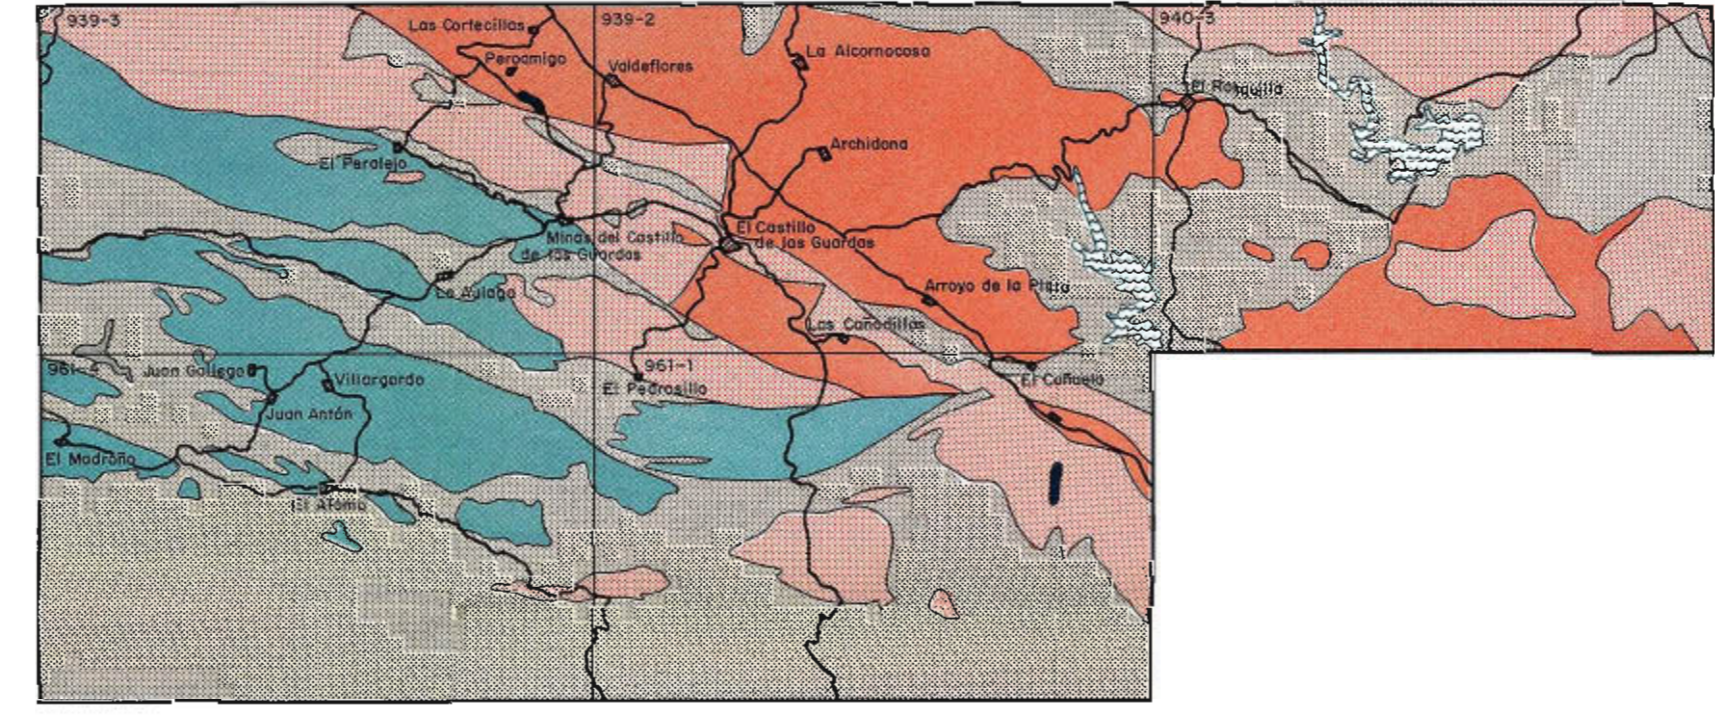 939-3
Las Cortecillas
939-2
940-3
Peroamigo
Valdeflores
La Alcornocosa
El Ronquillo
Archidona
El Peralejo
Minas del Castillo
de las Guardas
El Castillo
de las Guardas
La Aulaga
Arroyo de la Plata
Las Cañadillas
961-4
Juan Gallego
Villargordo
961-1
El Pedrosillo
El Cañuelo
Juan Antón
El Madroño
El Alamo